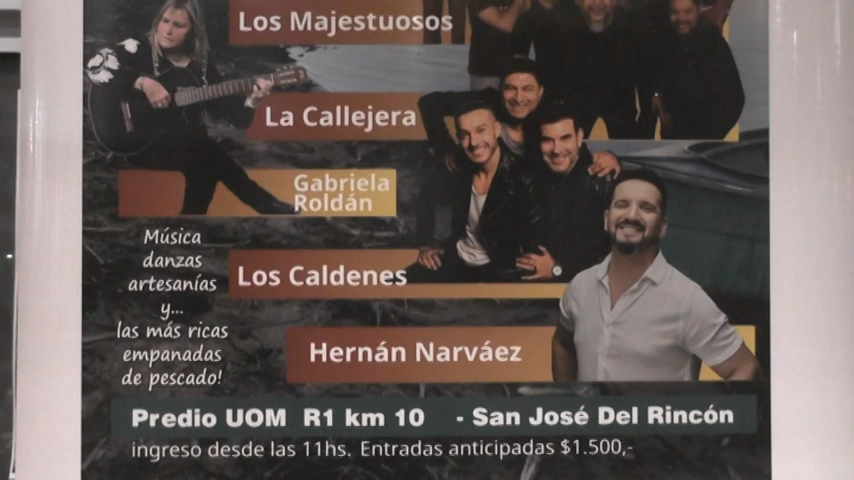 Los Majestuosos
La Callejera
Gabriela
Roldán
Música
danzas
artesanías
y...
las más ricas
empanadas
de pescado!
Los Caldenes
Hernán Narváez
Predio UOM R1 km 10 - San José Del Rincón
ingreso desde las 11hs. Entradas anticipadas $1.500,-